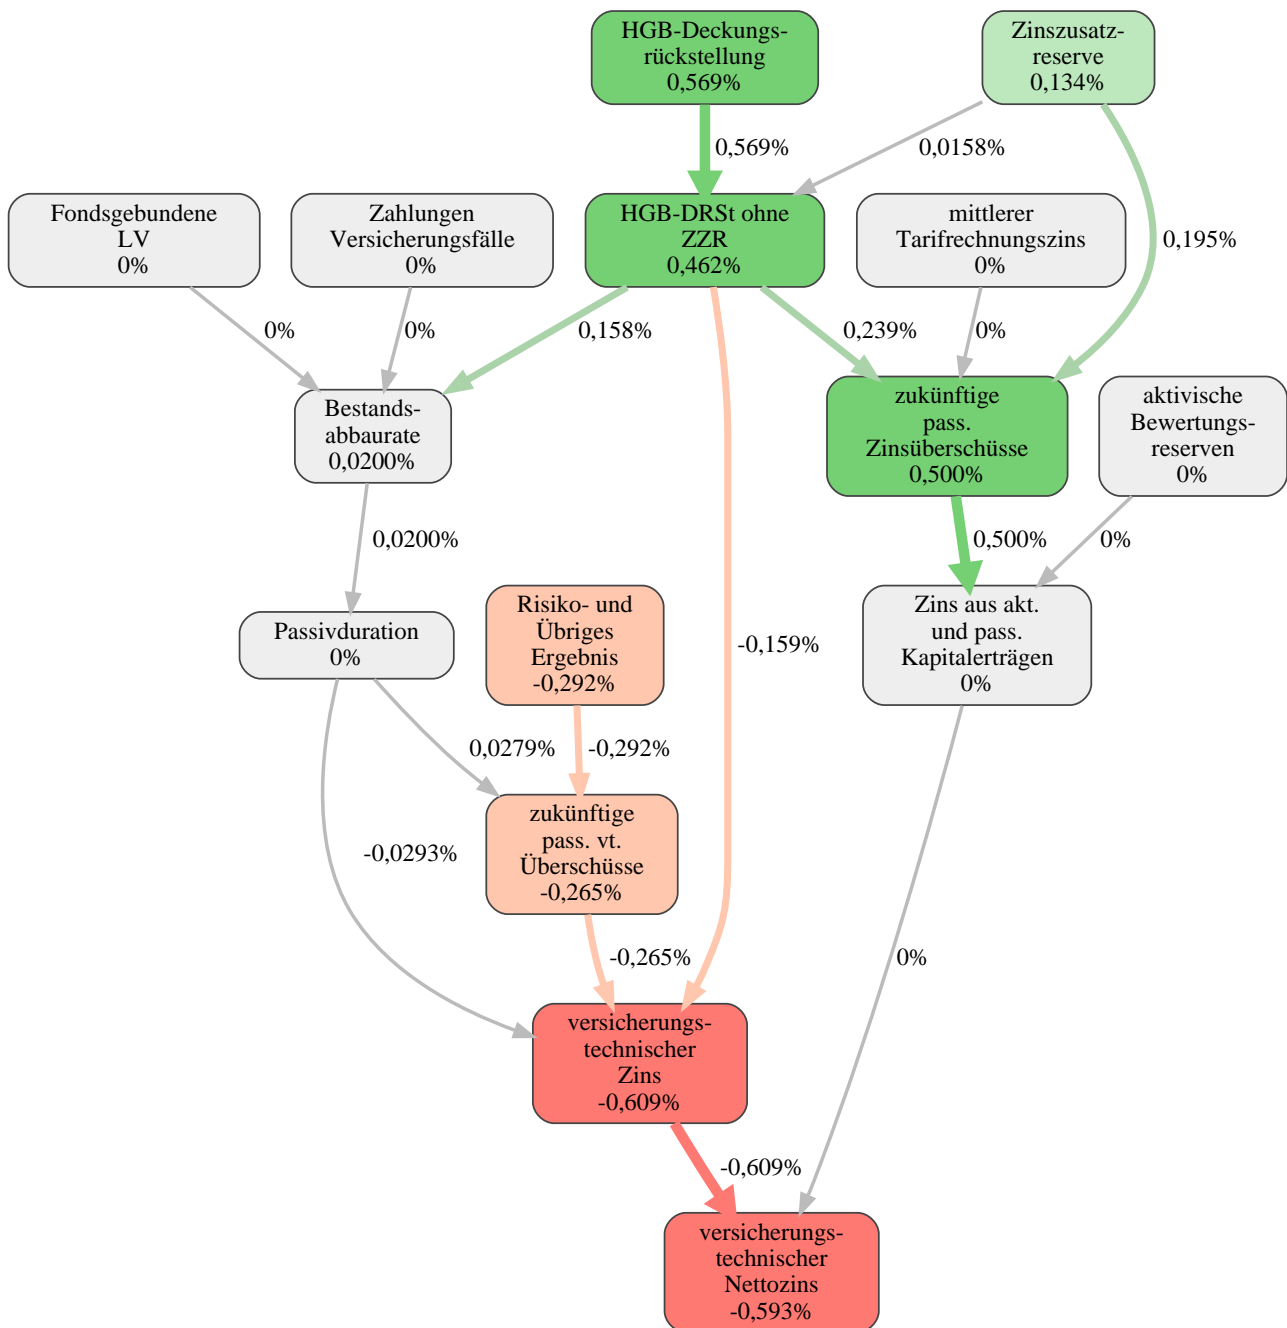 HGB-Deckungs-
rückstellung
0,569%
Zinszusatz-
reserve
0,134%
0,569%
0,0158%
Fondsgebundene
LV
0%
Zahlungen
Versicherungsfälle
0%
HGB-DRSt ohne
ZZR
0,462%
mittlerer
Tarifrechnungszins
0%
0,195%
0%
0%
0,158%
0,239%
0%
Bestands-
abbaurate
0,0200%
zukünftige
pass.
Zinsüberschüsse
0,500%
aktivische
Bewertungs-
reserven
0%
0,0200%
0,500%
0%
Passivduration
0%
Risiko- und
Übriges
Ergebnis
-0,292%
-0,159%
Zins aus akt.
und pass.
Kapitalerträgen
0%
0,0279%
-0,292%
-0,0293%
zukünftige
pass. vt.
Überschüsse
-0,265%
-0,265%
0%
versicherungs-
technischer
Zins
-0,609%
-0,609%
versicherungs-
technischer
Nettozins
-0,593%